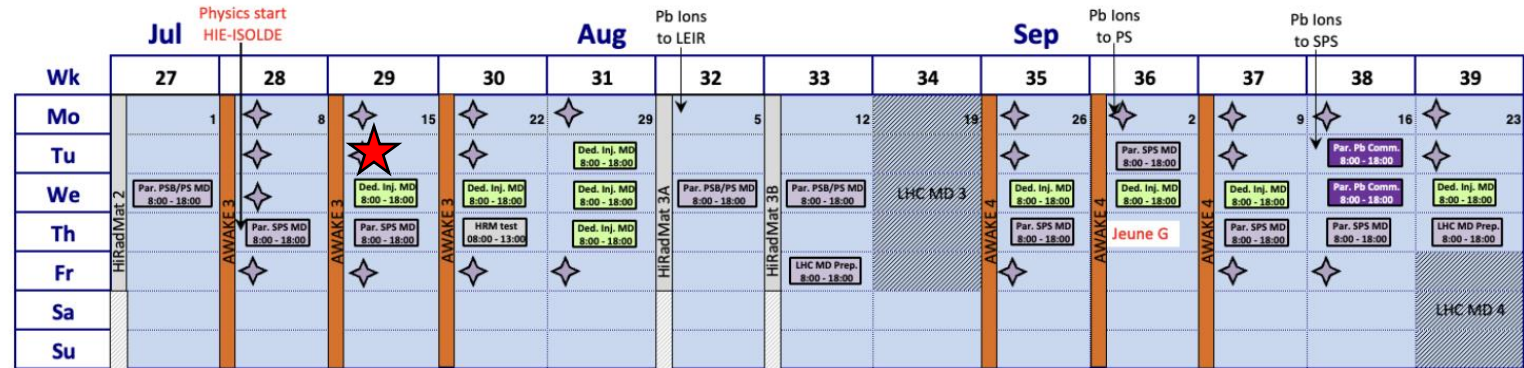 Physics start
HIE-ISOLDE
Jul
Aug
Pb Ions
to LEIR
Sep
Pb Ions
to PS
Pb Ions
to SPS
Wk 27 28 29 30 31 32 33 34 35 36 37 38 39
Mo 1 8 15 22 29 5 12 19 26 2 9 16 23
Tu
Ded. Inj. MD
8:00 - 18:00
Par. SPS MD
8:00 - 18:00
Par. Pb Comm.
8:00 - 18:00
We
Par. PSB/PS MD
8:00 - 18:00
Ded. Inj. MD
8:00 - 18:00
Ded. Inj. MD
8:00 - 18:00
Ded. Inj. MD
8:00 - 18:00
Par. PSB/PS MD
8:00 - 18:00
Par. PSB/PS MD
8:00 - 18:00
LHC MD 3
Ded. Inj. MD
8:00 - 18:00
Ded. Inj. MD
8:00 - 18:00
Ded. Inj. MD
8:00 - 18:00
Par. Pb Comm.
8:00 - 18:00
Ded. Inj. MD
8:00 - 18:00
Th
Par. SPS MD
8:00 - 18:00
Par. SPS MD
8:00 - 18:00
HRM test
08:00 - 13:00
Ded. Inj. MD
8:00 - 18:00
Par. SPS MD
8:00 - 18:00
Jeune G
Par. SPS MD
8:00 - 18:00
Par. SPS MD
8:00 - 18:00
LHC MD Prep.
8:00 - 18:00
Fr
LHC MD Prep.
8:00 - 18:00
Sa
LHC MD 4
Su
HiRadMat 2
AWAKE 3
AWAKE 3
AWAKE 3
HiRadMat 3A
HiRadMat 3B
AWAKE 4
AWAKE 4
AWAKE 4